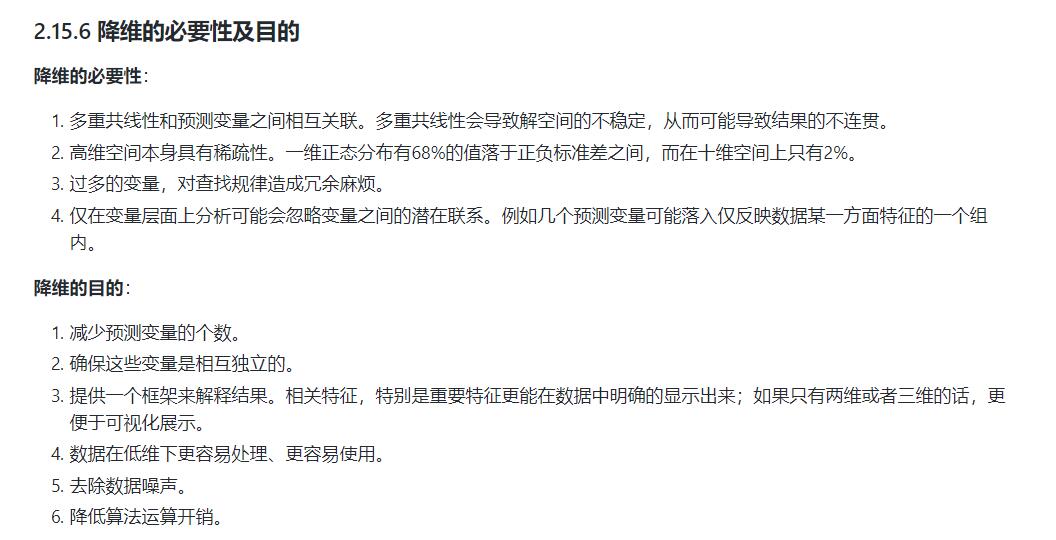 2.15.6 降维的必要性及目的
降维的必要性：
1. 多重共线性和预测变量之间相互关联。多重共线性会导致解空间的不稳定，从而可能导致结果的不连贯。
2. 高维空间本身具有稀疏性。一维正态分布有68%的值落于正负标准差之间，而在十维空间上只有2%。
3. 过多的变量，对查找规律造成冗余麻烦。
4. 仅在变量层面上分析可能会忽略变量之间的潜在联系。例如几个预测变量可能落入仅反映数据某一方面特征的一个组
内。
降维的目的：
1. 减少预测变量的个数。
2. 确保这些变量是相互独立的。
3. 提供一个框架来解释结果。相关特征，特别是重要特征更能在数据中明确的显示出来；如果只有两维或者三维的话，更
便于可视化展示。
4. 数据在低维下更容易处理、更容易使用。
5. 去除数据噪声。
6. 降低算法运算开销。